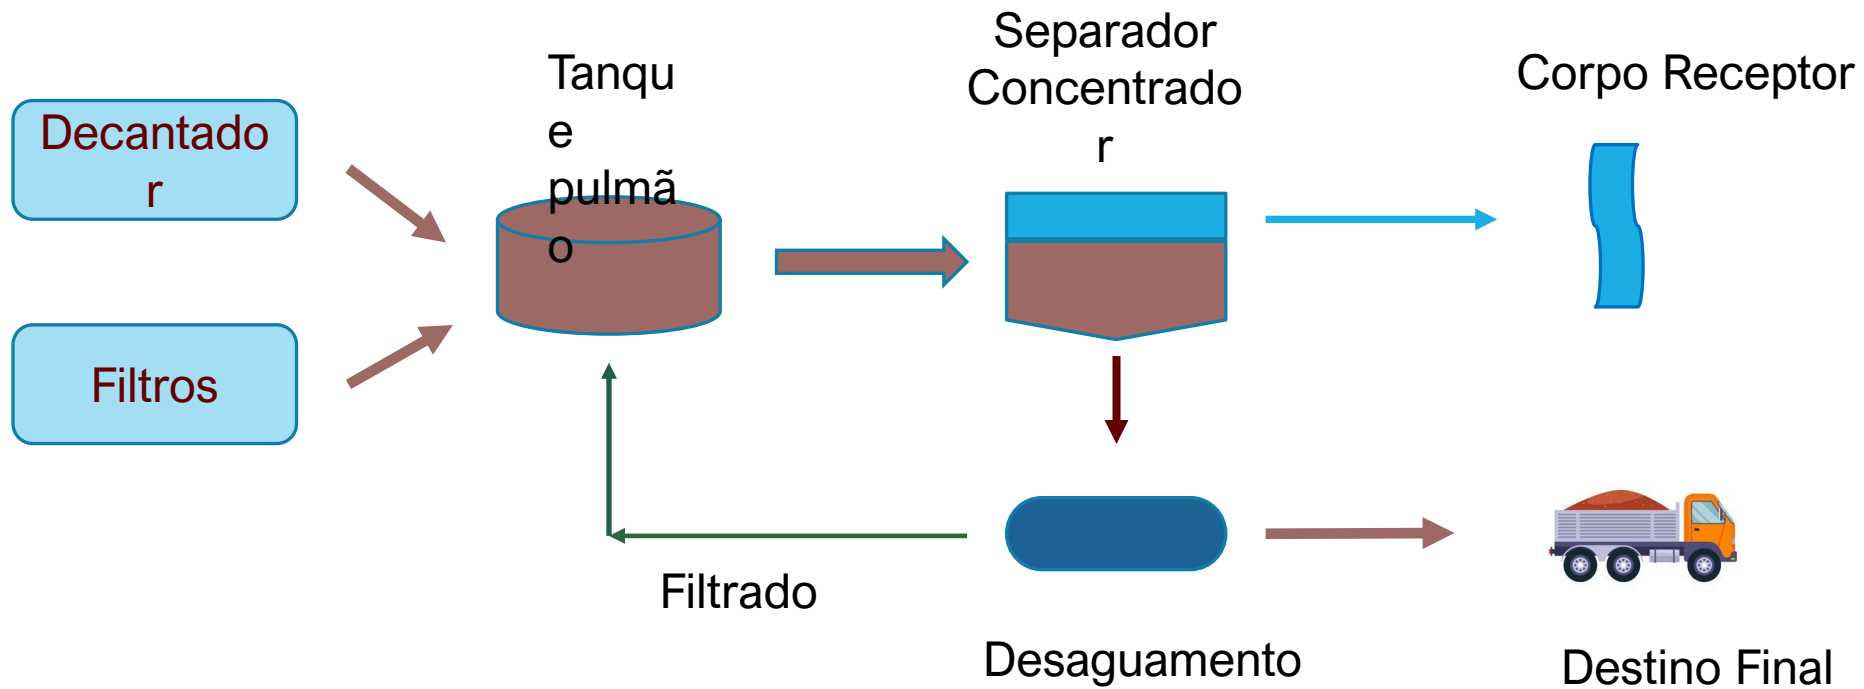 Separador
Concentrado
r
Tanqu
e
pulmã
o
Corpo Receptor
Decantado
r
Filtros
Filtrado
Desaguamento
Destino Final